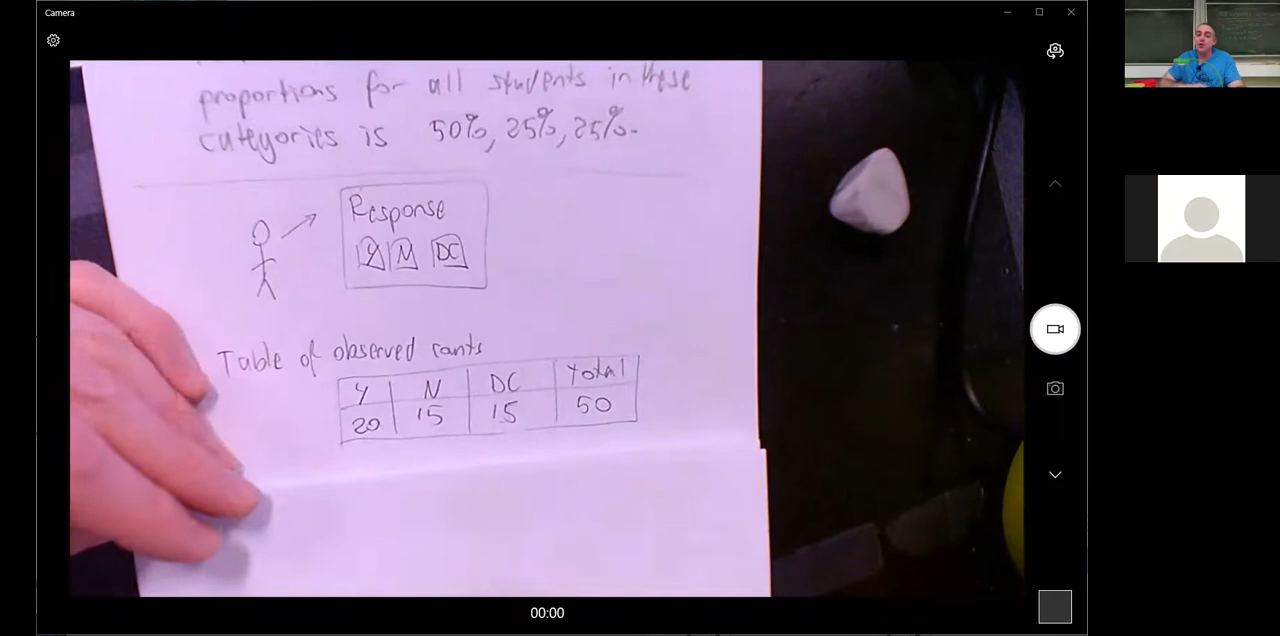 Camera
proportions for all students in these
categories is 50%, 25%, 25%.
Response
Y N DC
Table of observed counts
Y N DC Total
20 15 15 50
00:00